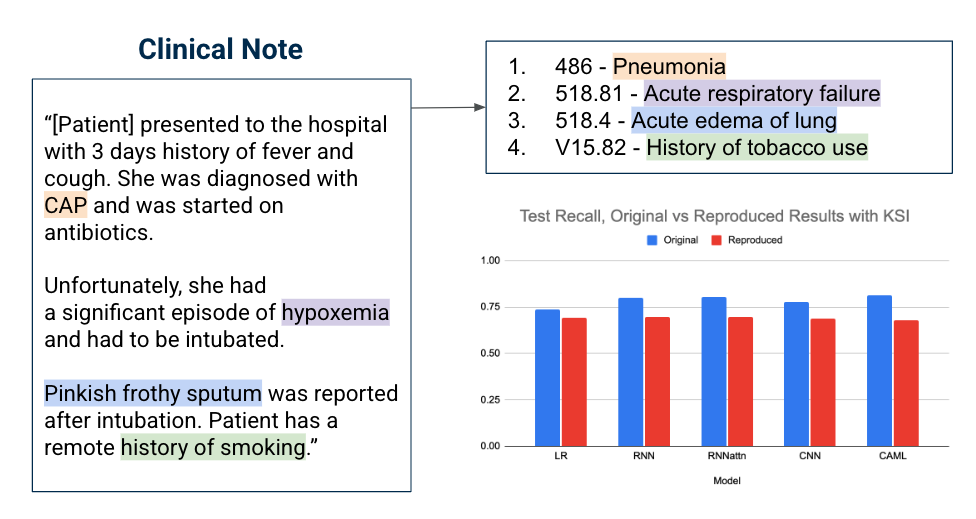 Clinical Note
“[Patient] presented to the hospital
with 3 days history of fever and
cough. She was diagnosed with
CAP and was started on
antibiotics.
Unfortunately, she had
a significant episode of hypoxemia
and had to be intubated.
Pinkish frothy sputum was reported
after intubation. Patient has a
remote history of smoking.”
1. 486 - Pneumonia
2. 518.81 - Acute respiratory failure
3. 518.4 - Acute edema of lung
4. V15.82 - History of tobacco use
Test Recall, Original vs Reproduced Results with KSI
Original Reproduced
1.00
0.75
0.50
0.25
0.00
LR RNN RNNattn CNN CAML
Model